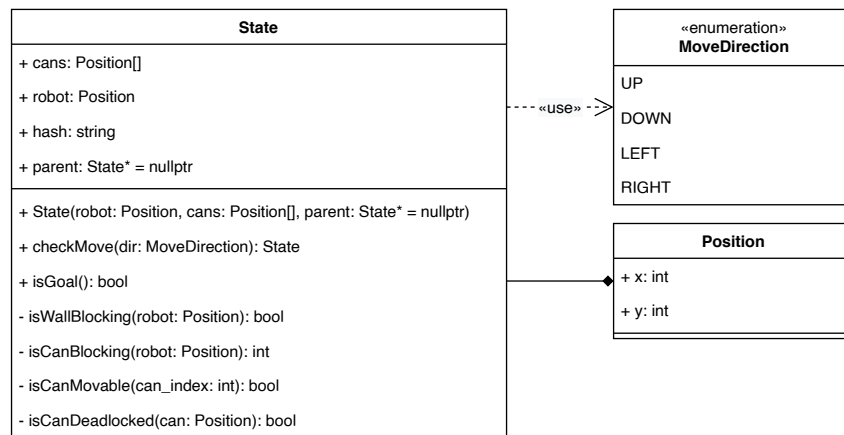 State
+ cans: Position[]
+ robot: Position
+ hash: string
+ parent: State* = nullptr
+ State(robot: Position, cans: Position[], parent: State* = nullptr)
+ checkMove(dir: MoveDirection): State
+ isGoal(): bool
- isWallBlocking(robot: Position): bool
- isCanBlocking(robot: Position): int
- isCanMovable(can_index: int): bool
- isCanDeadlocked(can: Position): bool
«use»
«enumeration»
MoveDirection
UP
DOWN
LEFT
RIGHT
Position
+ x: int
+ y: int